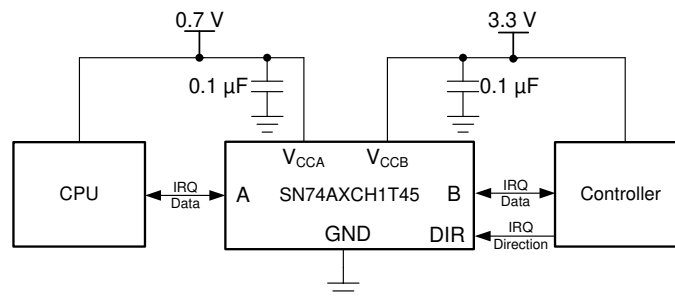 0.7 V
3.3 V
0.1 µF
0.1 µF
VCCA
VCCB
CPU
IRQ
Data
A
SN74AXCH1T45
B
IRQ
Data
Controller
GND
DIR
IRQ
Direction